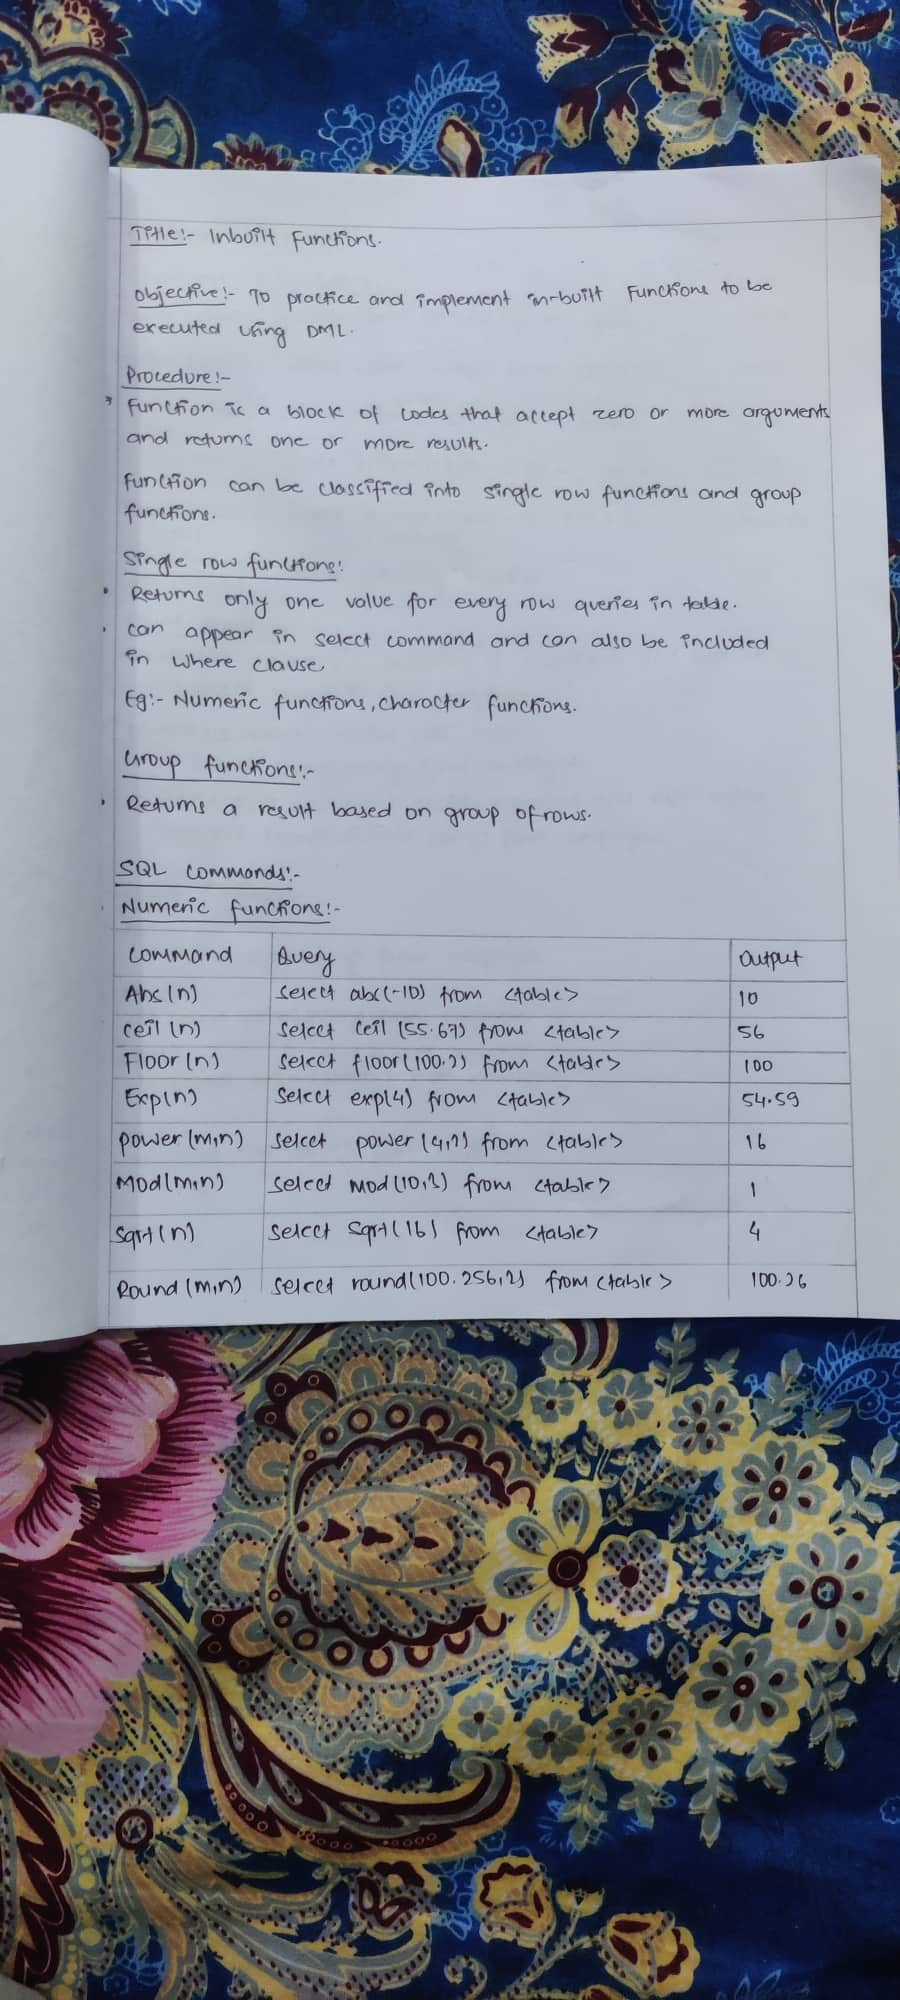 Title:- Inbuilt Functions.
Objective:- To practice and implement in-built Functions to be
executed using DML.
Procedure:-
Function is a block of codes that accept zero or more arguments
and returns one or more results.
Function can be classified into single row functions and group
functions.
Single row functions:
• Returns only one value for every row queries in table.
• can appear in select command and can also be included
in where clause.
Eg:- Numeric functions, character functions.
Group functions:-
• Returns a result based on group of rows.
SQL commands:-
Numeric functions:-
Command Query Output
Abs(n) Select abs(-10) from <table> 10
Ceil(n) Select Ceil (55.67) from <table> 56
Floor(n) Select floor(100.2) from <table> 100
Exp(n) Select exp(4) from <table> 54.59
Power(m,n) Select power (4,2) from <table> 16
Mod(m,n) Select Mod (10,3) from <table> 1
Sqrt(n) Select Sqrt(16) from <table> 4
Round(m,n) Select round(100.256,2) from <table> 100.26